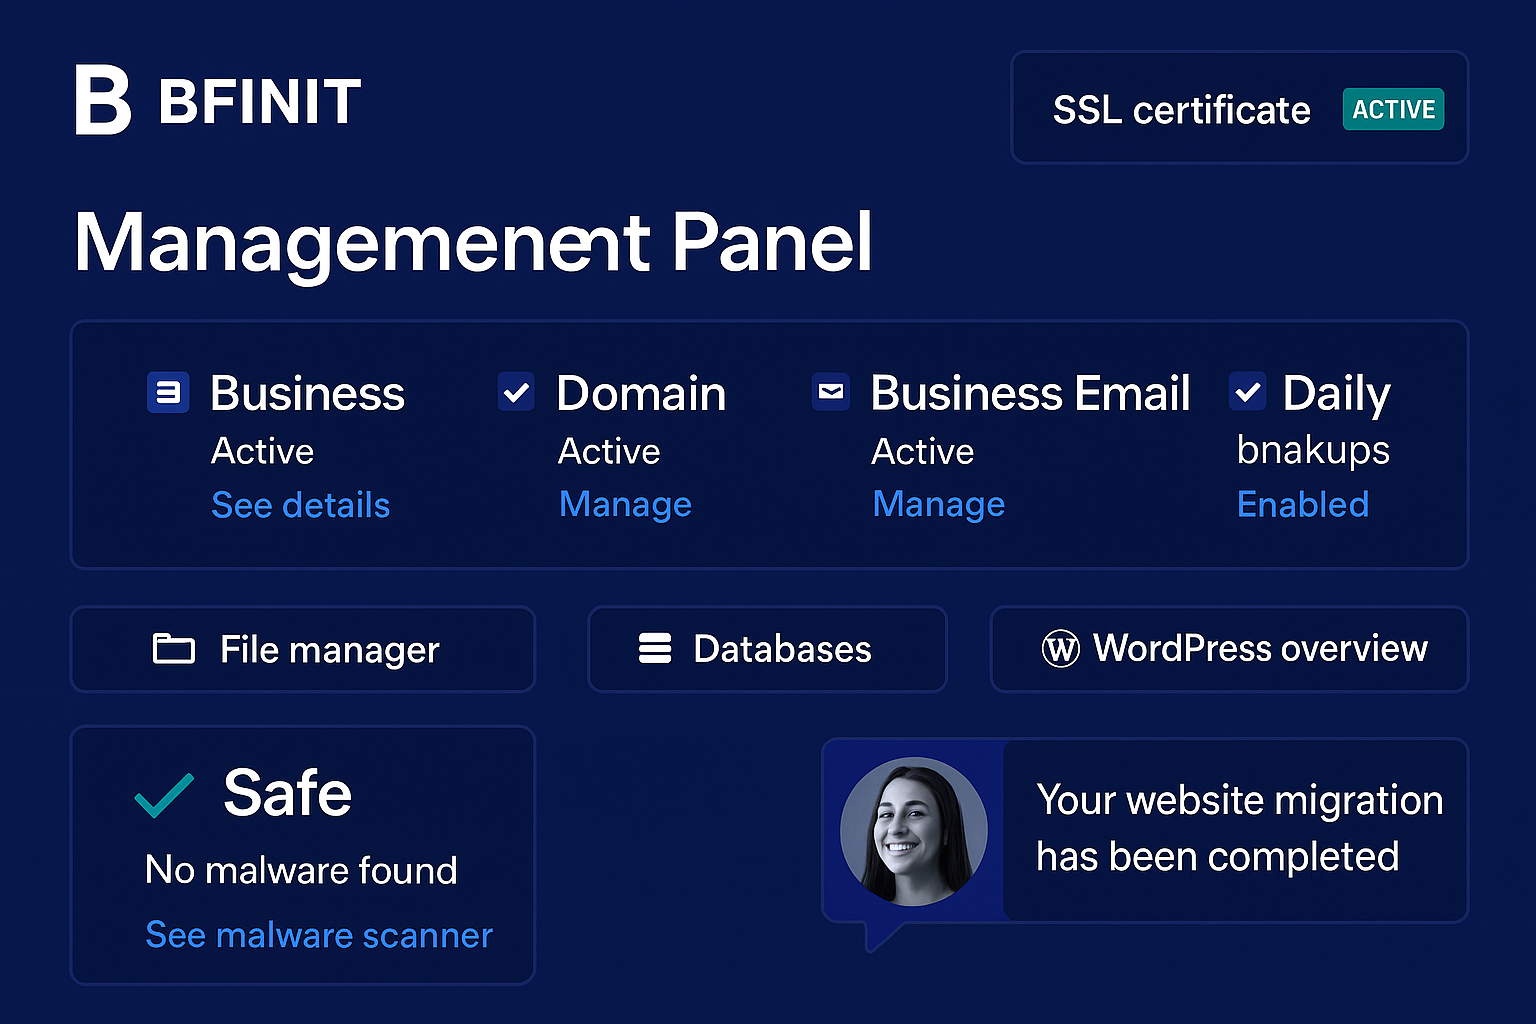 B BFINIT
SSL certificate ACTIVE
Managemenent Panel
Business
Active
See details
Domain
Active
Manage
Business Email
Active
Manage
Daily
bnakups
Enabled
File manager
Databases
WordPress overview
Safe
No malware found
See malware scanner
Your website migration
has been completed